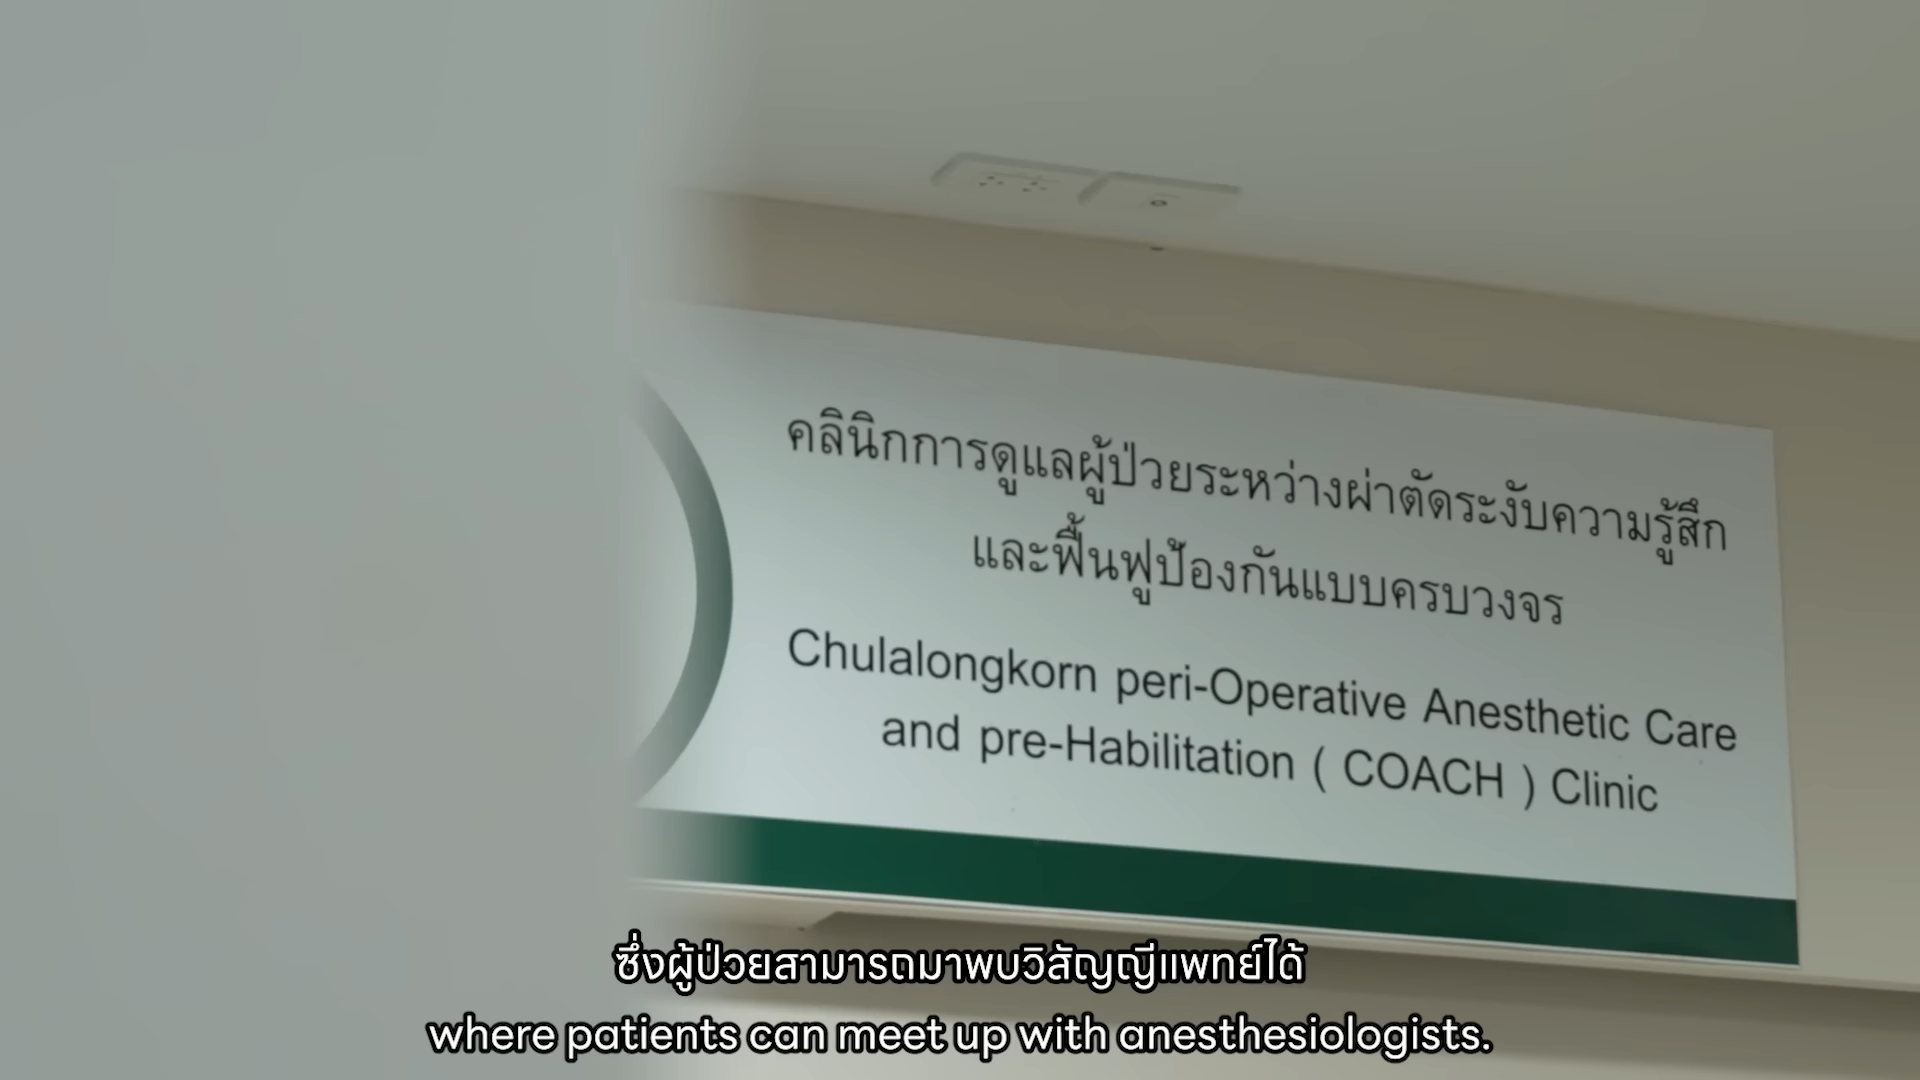 คลินิกการดูแลผู้ป่วยระหว่างผ่าตัดระงับความรู้สึก
และฟื้นฟูป้องกันแบบครบวงจร
Chulalongkorn peri-Operative Anesthetic Care
and pre-Habilitation ( COACH ) Clinic
ซึ่งผู้ป่วยสามารถมาพบวิสัญญีแพทย์ได้
where patients can meet up with anesthesiologists.